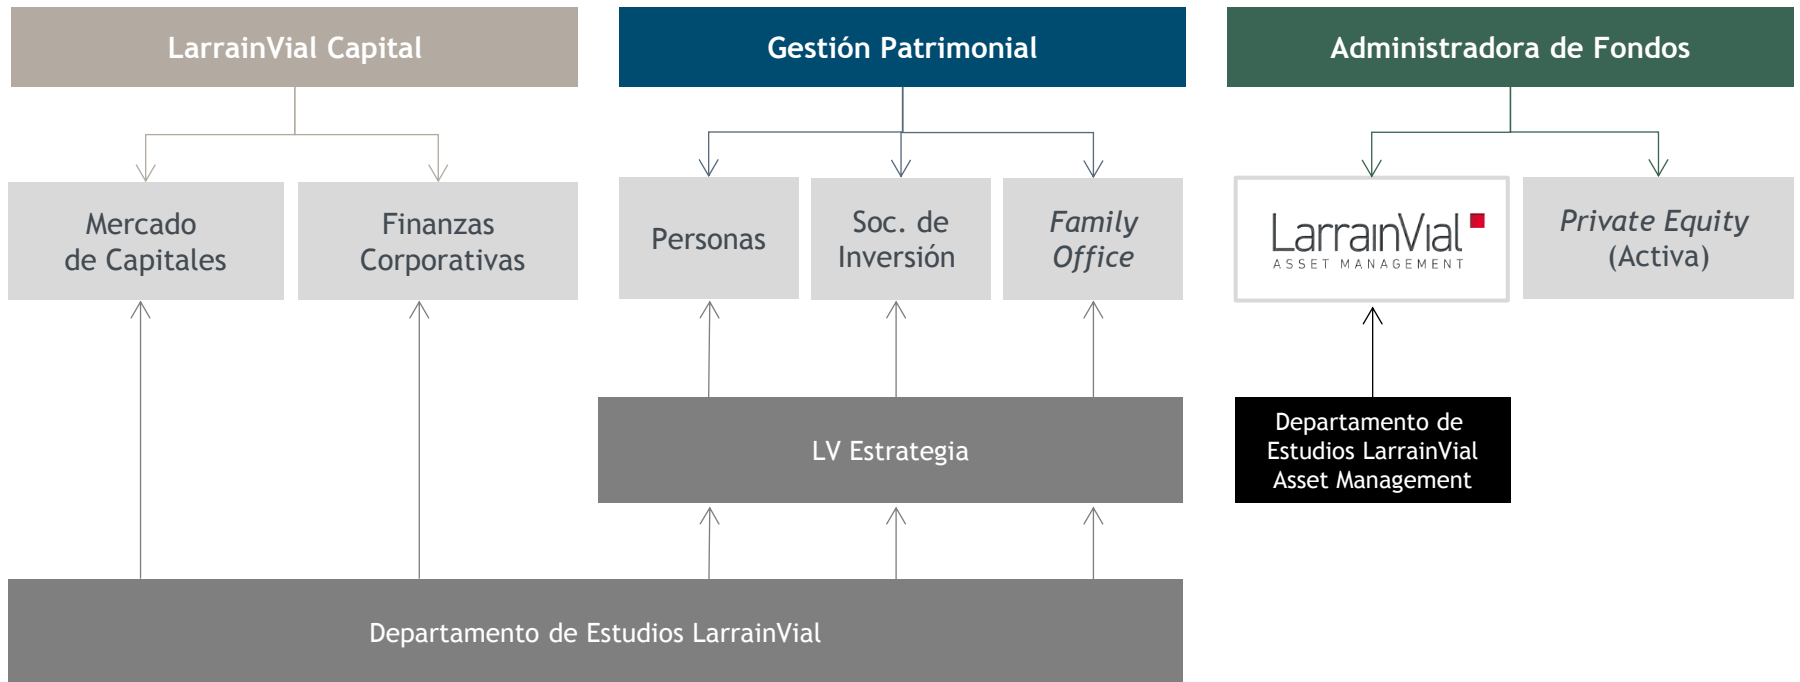 LarrainVial Capital
Gestión Patrimonial
Administradora de Fondos
Mercado
de Capitales
Finanzas
Corporativas
Personas
Soc. de
Inversión
Family
Office
LarrainVial
ASSET MANAGEMENT
Private Equity
(Activa)
LV Estrategia
Departamento de
Estudios LarrainVial
Asset Management
Departamento de Estudios LarrainVial